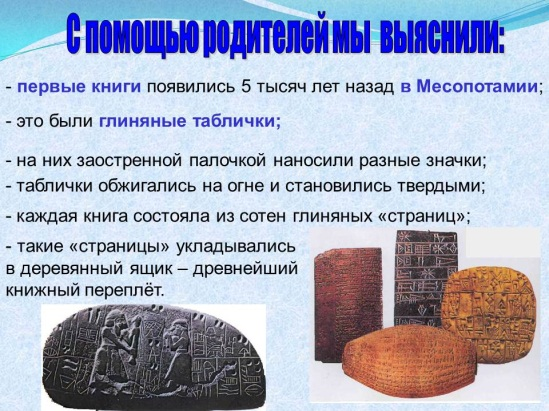 С помощью родителей мы выяснили:
- первые книги появились 5 тысяч лет назад в Месопотамии;
- это были глиняные таблички;
- на них заостренной палочкой наносили разные значки;
- таблички обжигались на огне и становились твердыми;
- каждая книга состояла из сотен глиняных «страниц»;
- такие «страницы» укладывались
в деревянный ящик – древнейший
книжный переплёт.